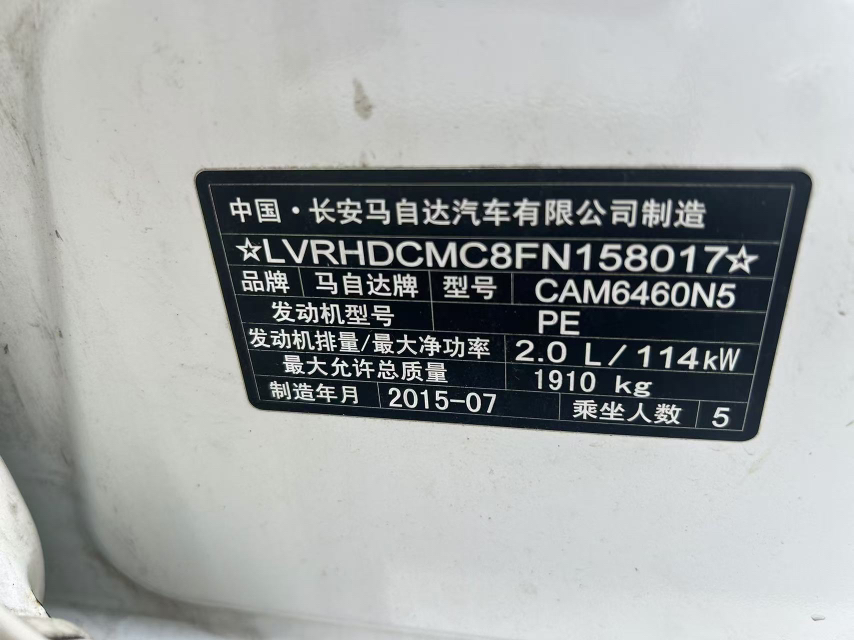 中国·长安马自达汽车有限公司制造
☆LVRHDCMC8FN158017☆
品牌 马自达牌 型号 CAM6460N5
发动机型号 PE
发动机排量/最大净功率 2.0 L/114kW
最大允许总质量 1910 kg
制造年月 2015-07 乘坐人数 5